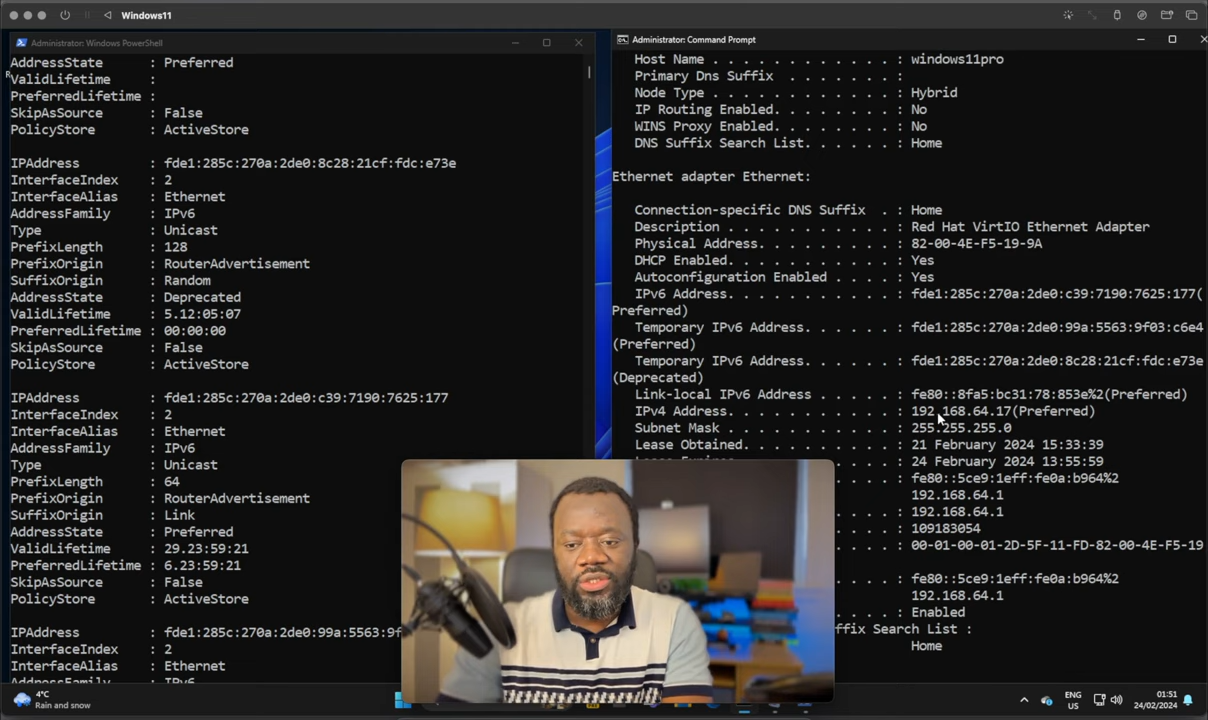 Windows11
Administrator: Windows PowerShell
AddressState : Preferred
ValidLifetime :
PreferredLifetime :
SkipAsSource : False
PolicyStore : ActiveStore
IPAddress : fde1:285c:270a:2de0:8c28:21cf:fdc:e73e
InterfaceIndex : 2
InterfaceAlias : Ethernet
AddressFamily : IPv6
Type : Unicast
PrefixLength : 128
PrefixOrigin : RouterAdvertisement
SuffixOrigin : Random
AddressState : Deprecated
ValidLifetime : 5.12:05:07
PreferredLifetime : 00:00:00
SkipAsSource : False
PolicyStore : ActiveStore
IPAddress : fde1:285c:270a:2de0:c39:7190:7625:177
InterfaceIndex : 2
InterfaceAlias : Ethernet
AddressFamily : IPv6
Type : Unicast
PrefixLength : 64
PrefixOrigin : RouterAdvertisement
SuffixOrigin : Link
AddressState : Preferred
ValidLifetime : 29.23:59:21
PreferredLifetime : 6.23:59:21
SkipAsSource : False
PolicyStore : ActiveStore
IPAddress : fde1:285c:270a:2de0:99a:5563:9f
InterfaceIndex : 2
InterfaceAlias : Ethernet
AddressFamily : IPv6
Administrator: Command Prompt
Host Name . . . . . . . . . . . . : windows11pro
Primary Dns Suffix . . . . . . . :
Node Type . . . . . . . . . . . . : Hybrid
IP Routing Enabled. . . . . . . . : No
WINS Proxy Enabled. . . . . . . . : No
DNS Suffix Search List. . . . . . : Home
Ethernet adapter Ethernet:
Connection-specific DNS Suffix . : Home
Description . . . . . . . . . . . : Red Hat VirtIO Ethernet Adapter
Physical Address. . . . . . . . . : 82-00-4E-F5-19-9A
DHCP Enabled. . . . . . . . . . . : Yes
Autoconfiguration Enabled . . . . : Yes
IPv6 Address. . . . . . . . . . . : fde1:285c:270a:2de0:c39:7190:7625:177(
Preferred)
Temporary IPv6 Address. . . . . . : fde1:285c:270a:2de0:99a:5563:9f03:c6e4
(Preferred)
Temporary IPv6 Address. . . . . . : fde1:285c:270a:2de0:8c28:21cf:fdc:e73e
(Deprecated)
Link-local IPv6 Address . . . . . : fe80::8fa5:bc31:78:853e%2(Preferred)
IPv4 Address. . . . . . . . . . . : 192.168.64.17(Preferred)
Subnet Mask . . . . . . . . . . . : 255.255.255.0
Lease Obtained. . . . . . . . . . : 21 February 2024 15:33:39
. . . . : 24 February 2024 13:55:59
. . . . : fe80::5ce9:1eff:fe0a:b964%2
192.168.64.1
. . . . : 192.168.64.1
. . . . : 109183054
. . . . : 00-01-00-01-2D-5F-11-FD-82-00-4E-F5-19
. . . . : fe80::5ce9:1eff:fe0a:b964%2
192.168.64.1
. . . . : Enabled
ffix Search List :
Home
4°C
Rain and snow
ENG
US
01:51
24/02/2024